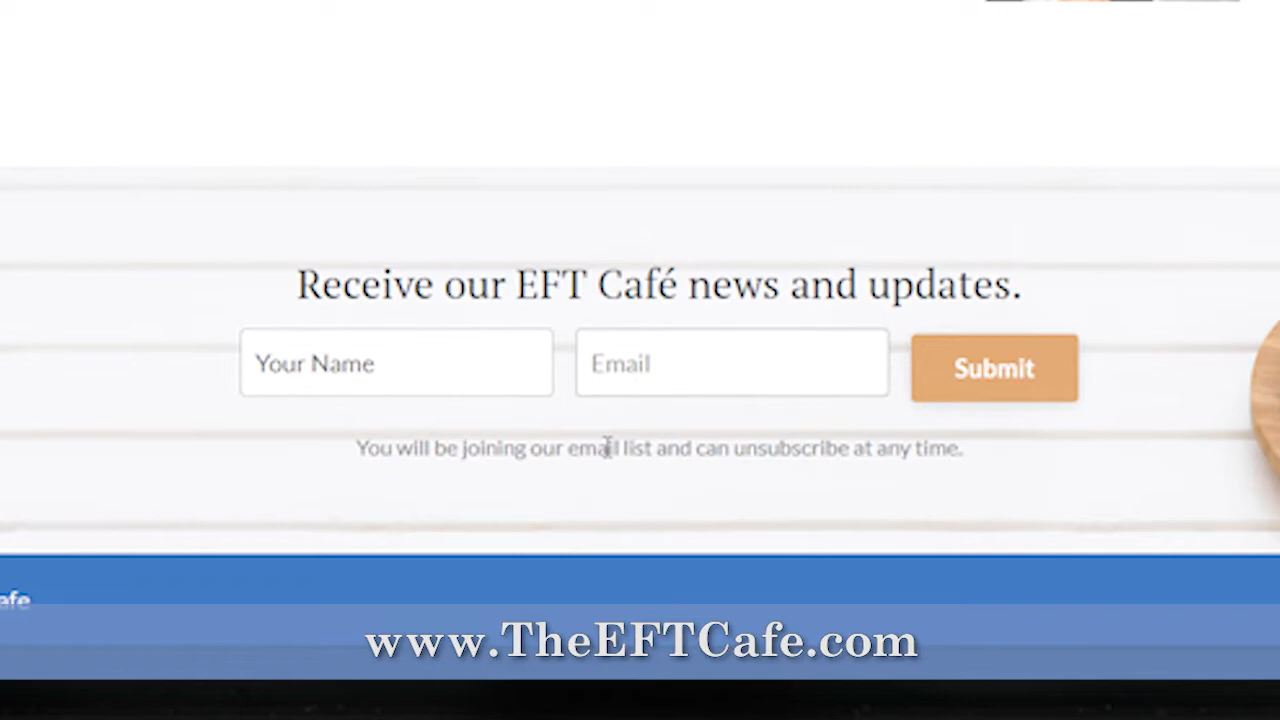 Receive our EFT Café news and updates.
Your Name
Email
Submit
You will be joining our email list and can unsubscribe at any time.
afe
www.TheEFTCafe.com